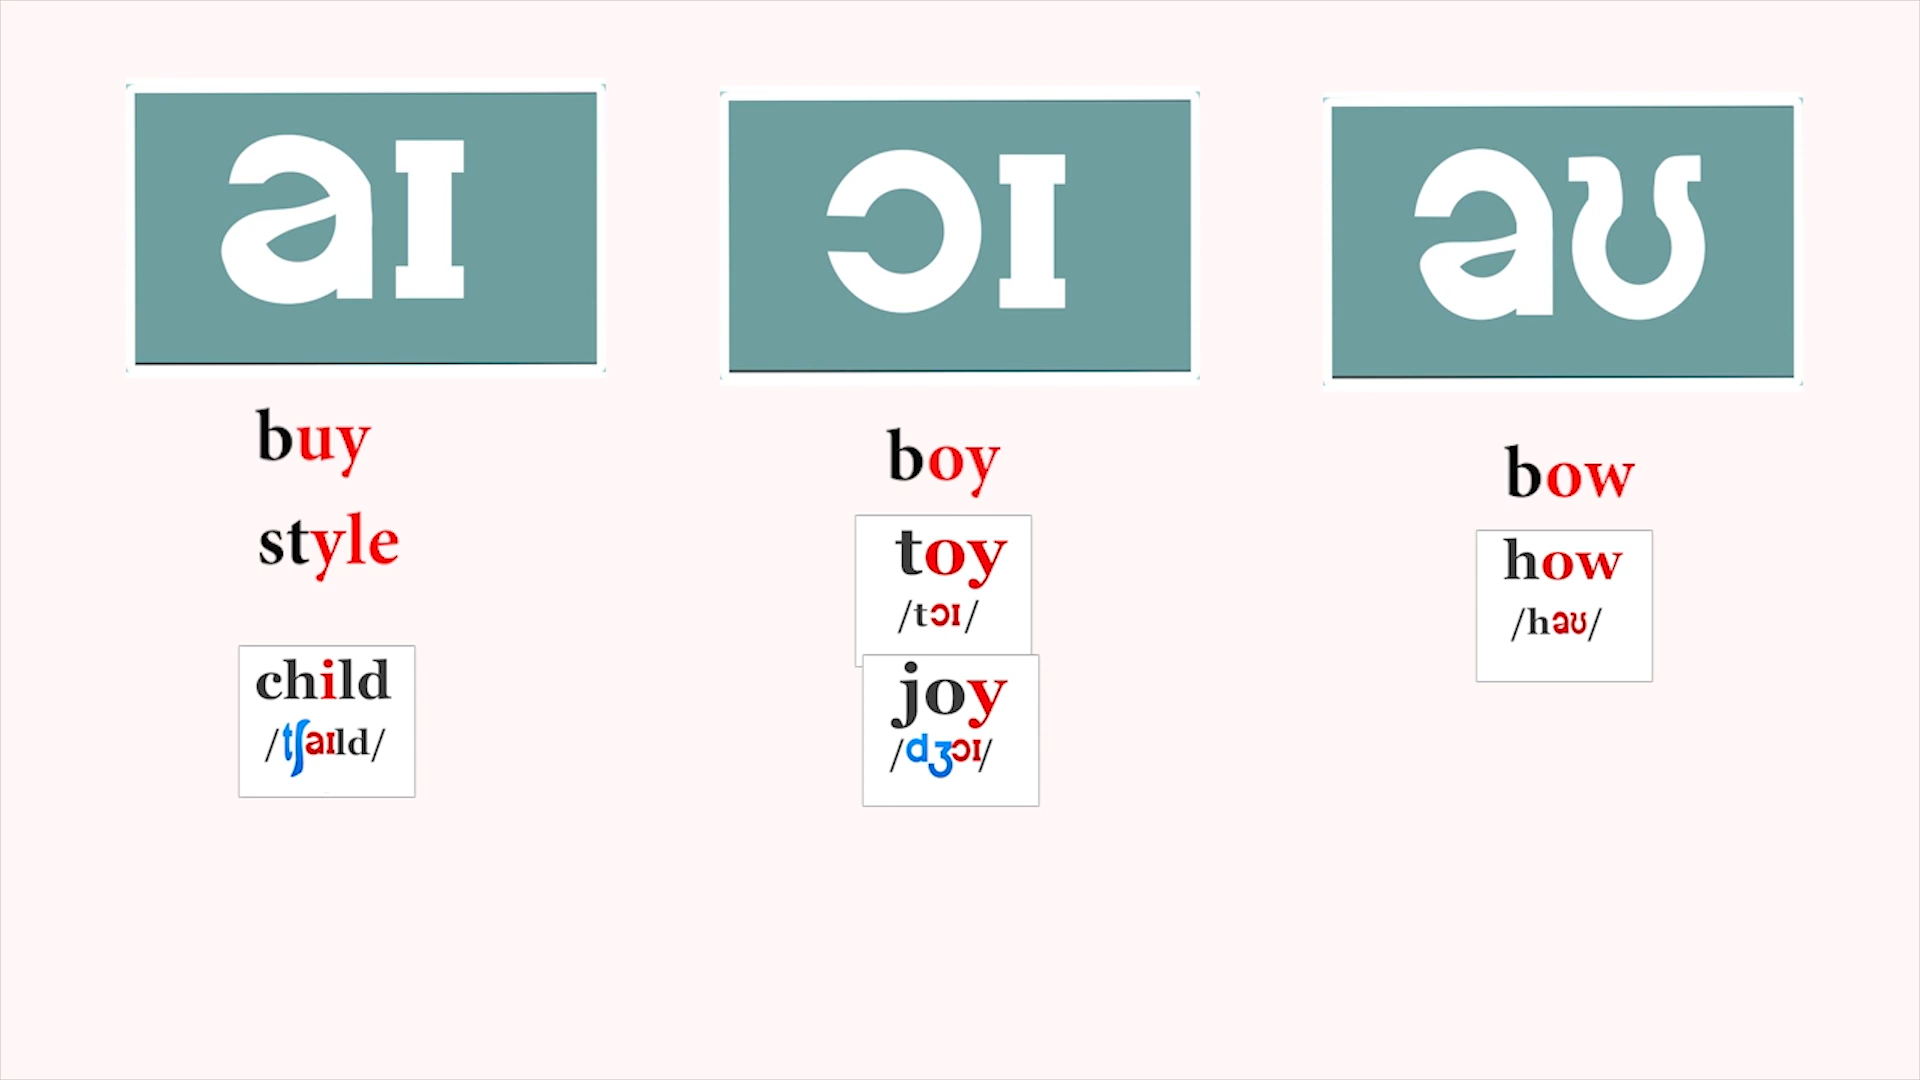 aɪ
buy
style
child
/tʃaɪld/
ɔɪ
boy
toy
/tɔɪ/
joy
/dʒɔɪ/
aʊ
bow
how
/haʊ/